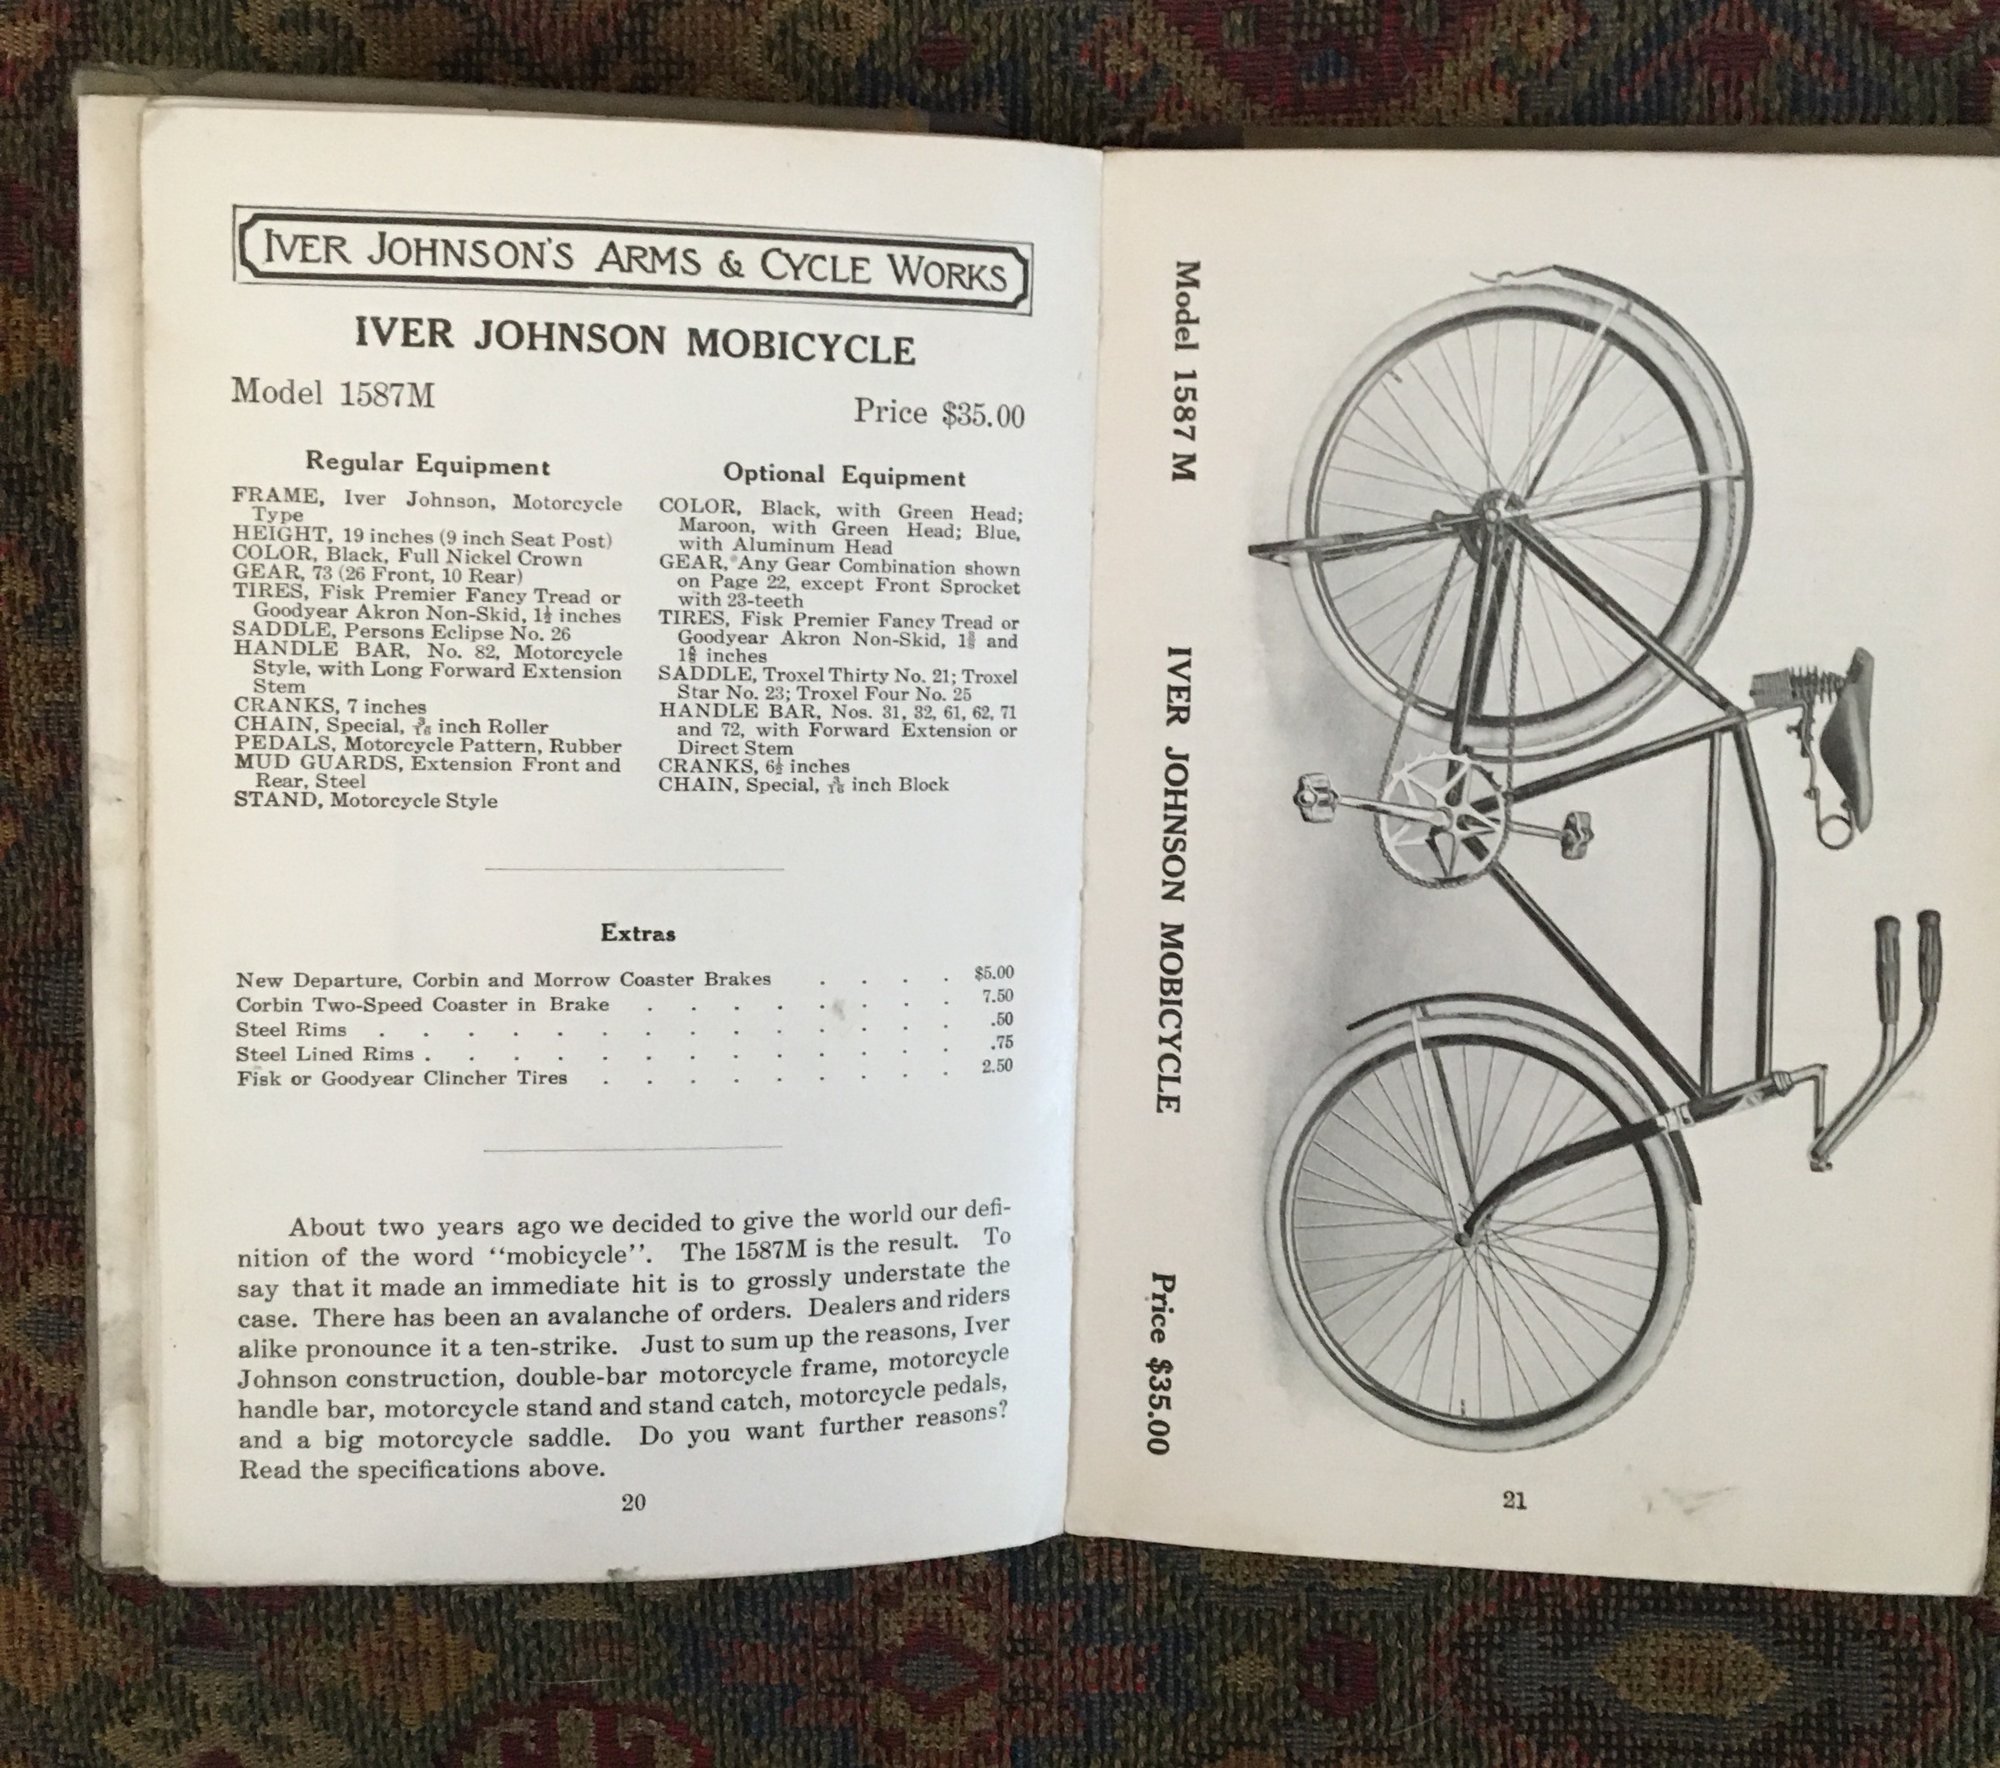 IVER JOHNSON'S ARMS & CYCLE WORKS
IVER JOHNSON MOBICYCLE
Model 1587M
Price $35.00
Regular Equipment
FRAME, Iver Johnson, Motorcycle
Type
HEIGHT, 19 inches (9 inch Seat Post)
COLOR, Black, Full Nickel Crown
GEAR, 73 (26 Front, 10 Rear)
TIRES, Fisk Premier Fancy Tread or
Goodyear Akron Non-Skid, 1½ inches
SADDLE, Persons Eclipse No. 26
HANDLE BAR, No. 82, Motorcycle
Style, with Long Forward Extension
Stem
CRANKS, 7 inches
CHAIN, Special, 3/16 inch Roller
PEDALS, Motorcycle Pattern, Rubber
MUD GUARDS, Extension Front and
Rear, Steel
STAND, Motorcycle Style
Optional Equipment
COLOR, Black, with Green Head;
Maroon, with Green Head; Blue,
with Aluminum Head
GEAR, Any Gear Combination shown
on Page 22, except Front Sprocket
with 23-teeth
TIRES, Fisk Premier Fancy Tread or
Goodyear Akron Non-Skid, and
inches
SADDLE, Troxel Thirty No. 21; Troxel
Star No. 23; Troxel Four No. 25
HANDLE BAR, Nos. 31, 32, 61, 62, 71
and 72, with Forward Extension or
Direct Stem
CRANKS, 6½ inches
CHAIN, Special, 3/16 inch Block
Extras
New Departure, Corbin and Morrow Coaster Brakes . . . . $5.00
Corbin Two-Speed Coaster in Brake . . . . . . . . 7.50
Steel Rims . . . . . . . . . . . . . . .50
Steel Lined Rims . . . . . . . . . . . . . .75
Fisk or Goodyear Clincher Tires . . . . . . . . . 2.50
About two years ago we decided to give the world our defi-
nition of the word "mobicycle". The 1587M is the result. To
say that it made an immediate hit is to grossly understate the
case. There has been an avalanche of orders. Dealers and riders
alike pronounce it a ten-strike. Just to sum up the reasons, Iver
Johnson construction, double-bar motorcycle frame, motorcycle
handle bar, motorcycle stand and stand catch, motorcycle pedals,
and a big motorcycle saddle. Do you want further reasons?
Read the specifications above.
20
Model 1587 M
IVER JOHNSON MOBICYCLE
Price $35.00
21